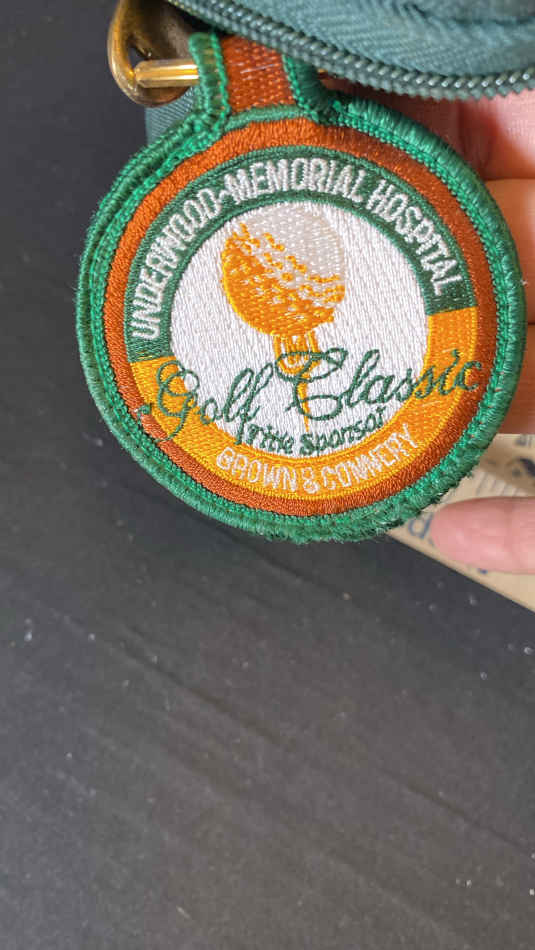 UNDERWOOD-MEMORIAL HOSPITAL
Golf Classic
Title Sponsor
BROWN & CONNERY